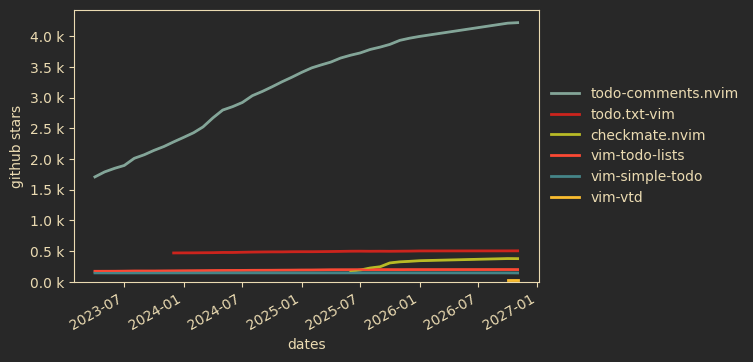 4.0 k
3.5 k
3.0 k
2.5 k
2.0 k
1.5 k
1.0 k
0.5 k
0.0 k
github stars
2023-07
2024-01
2024-07
2025-01
2025-07
2026-01
2026-07
2027-01
dates
todo-comments.nvim
todo.txt-vim
checkmate.nvim
vim-todo-lists
vim-simple-todo
vim-vtd